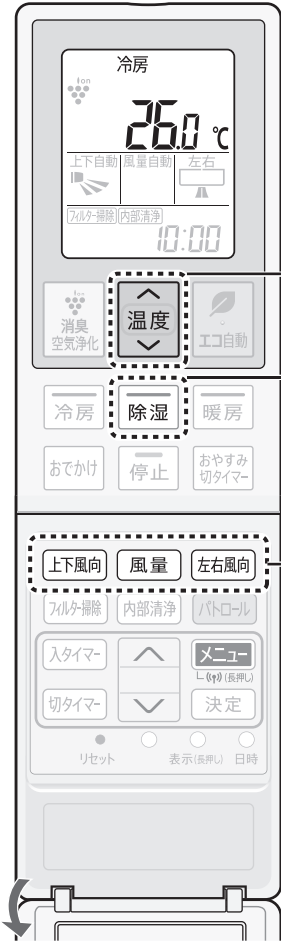 冷房
ion
26.0 ℃
上下自動 風量自動 左右
フィルター掃除 内部清浄
10:00
消臭
空気浄化
温度
エコ自動
冷房 除湿 暖房
おでかけ 停止 おやすみ
切タイマー
上下風向 風量 左右風向
フィルター掃除 内部清浄 パトロール
入タイマー メニュー
(長押し)
切タイマー 決定
リセット 表示(長押し) 日時